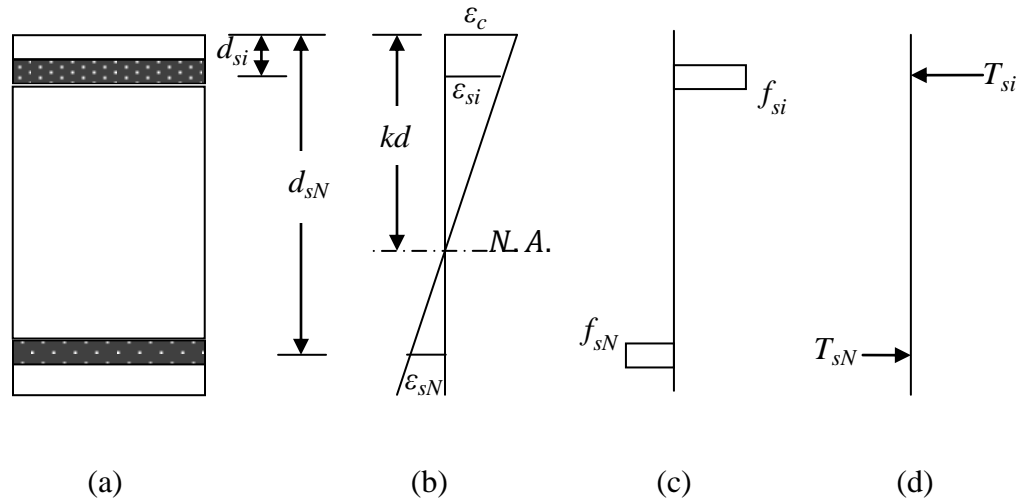 ε_c
d_si
ε_si
T_si
f_si
kd
d_sN
N. A.
f_sN
T_sN
ε_sN
(a) (b) (c) (d)